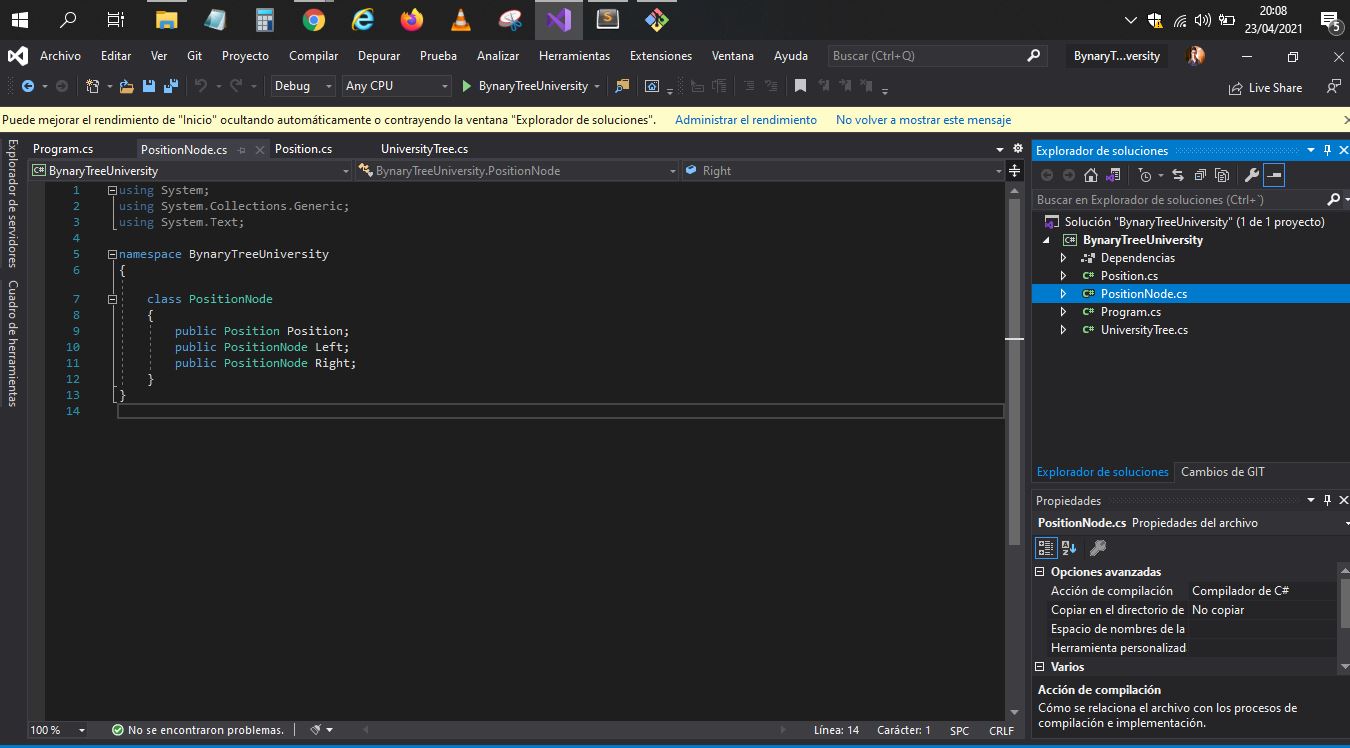 20:08
23/04/2021
5
Archivo Editar Ver Git Proyecto Compilar Depurar Prueba Analizar Herramientas Extensiones Ventana Ayuda Buscar (Ctrl+Q) BynaryT...versity
Debug Any CPU BynaryTreeUniversity Live Share
Puede mejorar el rendimiento de "Inicio" ocultando automáticamente o contrayendo la ventana "Explorador de soluciones". Administrar el rendimiento No volver a mostrar este mensaje
Explorador de servidores
Cuadro de herramientas
Program.cs PositionNode.cs Position.cs UniversityTree.cs
C# BynaryTreeUniversity BynaryTreeUniversity.PositionNode Right
1 using System;
2 using System.Collections.Generic;
3 using System.Text;
4
5 namespace BynaryTreeUniversity
6 {
7 class PositionNode
8 {
9 public Position Position;
10 public PositionNode Left;
11 public PositionNode Right;
12 }
13 }
14
100 % No se encontraron problemas. Línea: 14 Carácter: 1 SPC CRLF
Explorador de soluciones
Buscar en Explorador de soluciones (Ctrl+`)
Solución "BynaryTreeUniversity" (1 de 1 proyecto)
C# BynaryTreeUniversity
Dependencias
C# Position.cs
C# PositionNode.cs
C# Program.cs
C# UniversityTree.cs
Explorador de soluciones Cambios de GIT
Propiedades
PositionNode.cs Propiedades del archivo
Opciones avanzadas
Acción de compilación Compilador de C#
Copiar en el directorio de No copiar
Espacio de nombres de la
Herramienta personalizad
Varios
Acción de compilación
Cómo se relaciona el archivo con los procesos de
compilación e implementación.